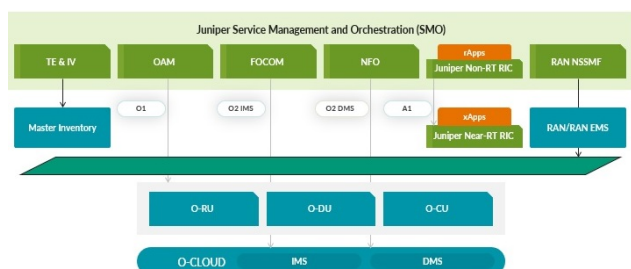 Juniper Service Management and Orchestration (SMO)
TE & IV
OAM
FOCOM
NFO
rApps
Juniper Non-RT RIC
RAN NSSMF
O1
O2 IMS
O2 DMS
A1
Master Inventory
xApps
Juniper Near-RT RIC
RAN/RAN EMS
O-RU
O-DU
O-CU
O-CLOUD
IMS
DMS